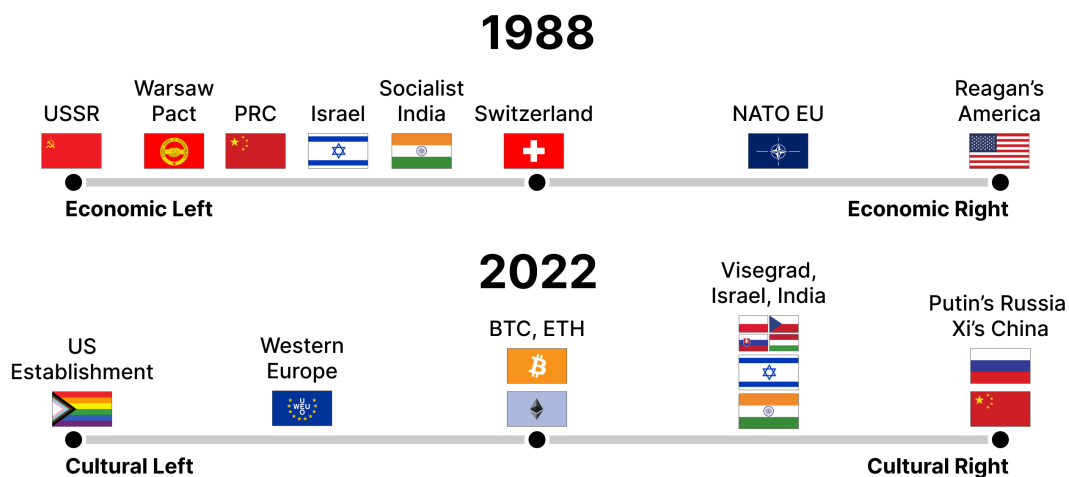 1988
USSR
Warsaw
Pact
PRC
Israel
Socialist
India
Switzerland
NATO EU
Reagan's
America
Economic Left
Economic Right
2022
US
Establishment
Western
Europe
U
WEU
O
BTC, ETH
Visegrad,
Israel, India
Putin's Russia
Xi's China
Cultural Left
Cultural Right